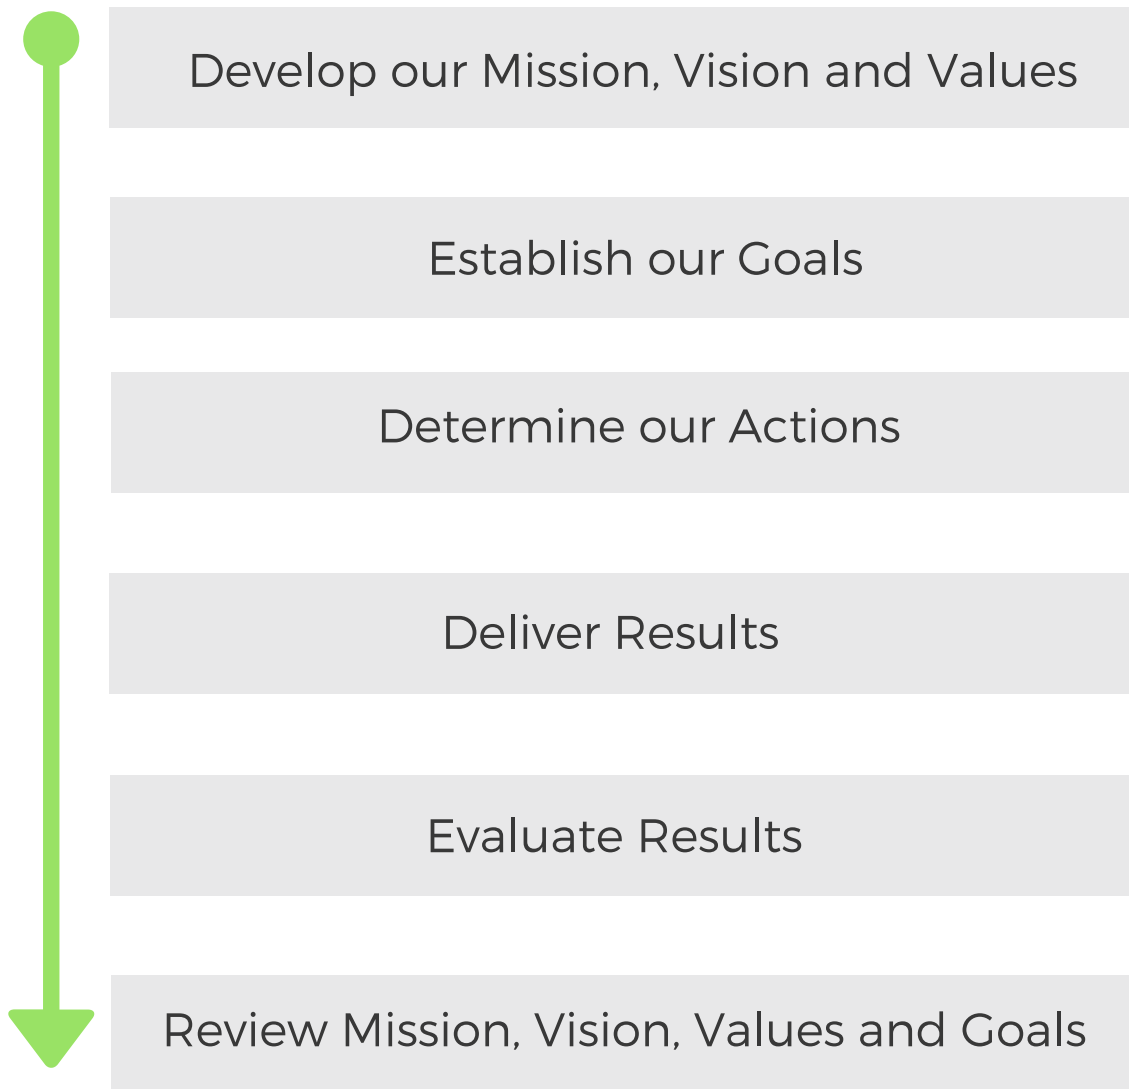 Develop our Mission, Vision and Values
Establish our Goals
Determine our Actions
Deliver Results
Evaluate Results
Review Mission, Vision, Values and Goals